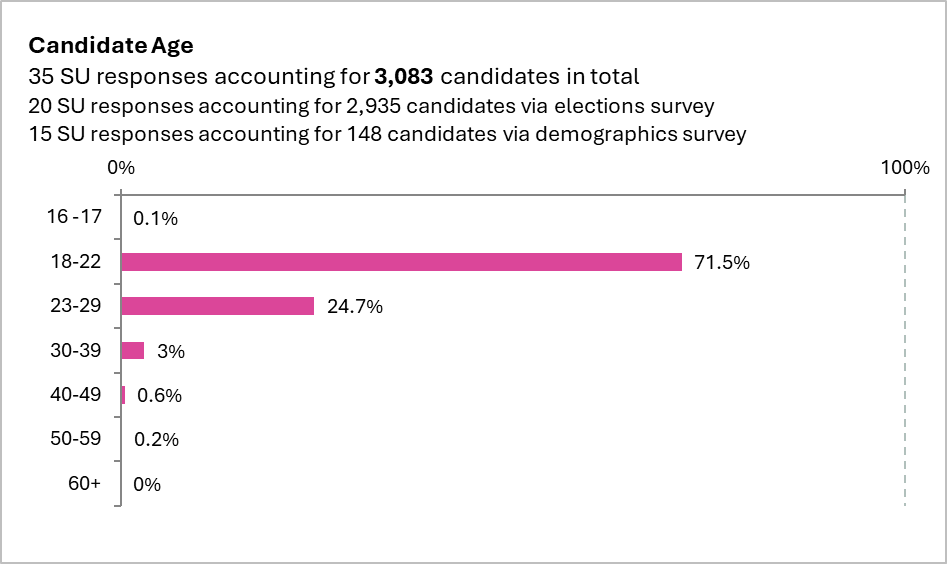 Candidate Age
35 SU responses accounting for 3,083 candidates in total
20 SU responses accounting for 2,935 candidates via elections survey
15 SU responses accounting for 148 candidates via demographics survey
0% 100%
16 -17 0.1%
18-22 71.5%
23-29 24.7%
30-39 3%
40-49 0.6%
50-59 0.2%
60+ 0%